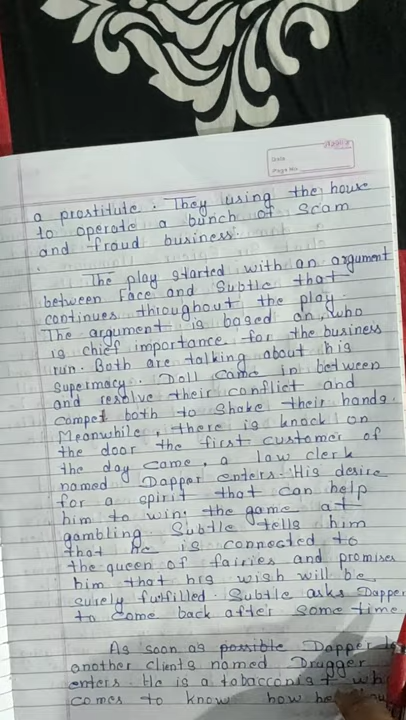 Date
Page No.
a prostitute. They using the house
to operate a bunch of Scam
and fraud business.
The play started with an argument
between Face and Subtle that
continues throughout the play.
The argument is based on, who
is chief importance for the business
run. Both are talking about his
supermacy. Doll came in between
and resolve their conflict and
compel both to shake their hands.
Meanwhile, there is knock on
the door the first customer of
the day came, a law clerk
named Dapper enters. His desire
for a spirit that can help
him to win the game at
gambling. Subtle tells him
that he is connected to
the queen of fairies and promises
him that his wish will be
surely fulfilled. Subtle asks Dapper
to come back after some time
As soon as possible Dapper
another clients named Drugger
enters. He is a tobacconist
comes to know how he